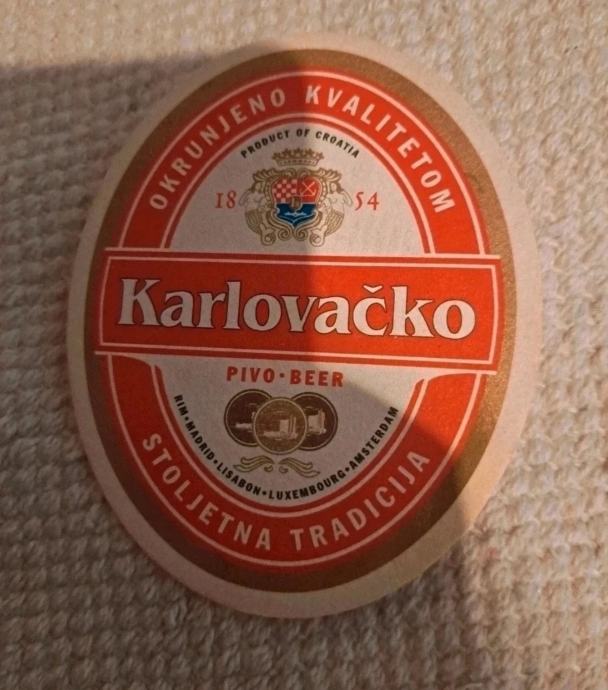 OKRUNJENO KVALITETOM
PRODUCT OF CROATIA
18 54
Karlovačko
PIVO·BEER
RIM•MADRID•LISABON•LUXEMBOURG•AMSTERDAM
STOLJETNA TRADICIJA